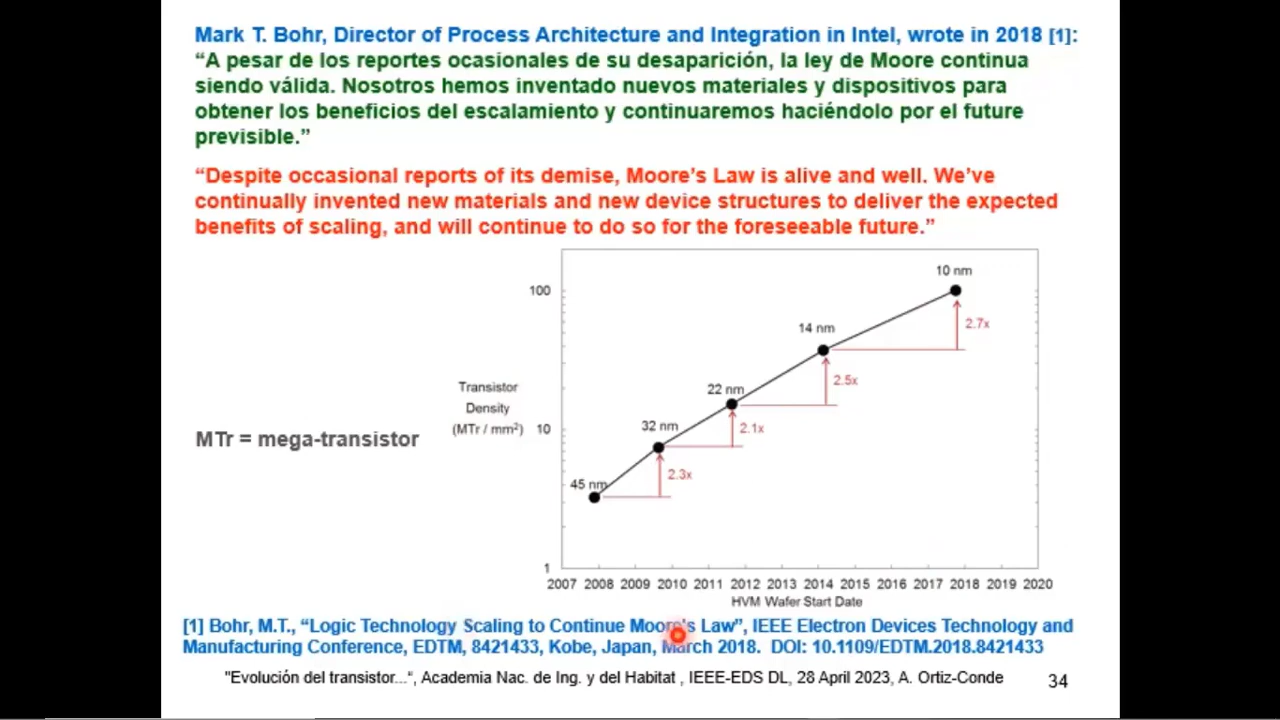 Mark T. Bohr, Director of Process Architecture and Integration in Intel, wrote in 2018 [1]:
“A pesar de los reportes ocasionales de su desaparición, la ley de Moore continua
siendo válida. Nosotros hemos inventado nuevos materiales y dispositivos para
obtener los beneficios del escalamiento y continuaremos haciéndolo por el future
previsible.”
“Despite occasional reports of its demise, Moore’s Law is alive and well. We’ve
continually invented new materials and new device structures to deliver the expected
benefits of scaling, and will continue to do so for the foreseeable future.”
10 nm
100
2.7x
14 nm
2.5x
22 nm
Transistor
Density
(MTr / mm²)
10
32 nm
2.1x
MTr = mega-transistor
2.3x
45 nm
1
2007 2008 2009 2010 2011 2012 2013 2014 2015 2016 2017 2018 2019 2020
HVM Wafer Start Date
[1] Bohr, M.T., “Logic Technology Scaling to Continue Moore’s Law”, IEEE Electron Devices Technology and
Manufacturing Conference, EDTM, 8421433, Kobe, Japan, March 2018. DOI: 10.1109/EDTM.2018.8421433
"Evolución del transistor...“, Academia Nac. de Ing. y del Habitat , IEEE-EDS DL, 28 April 2023, A. Ortiz-Conde
34